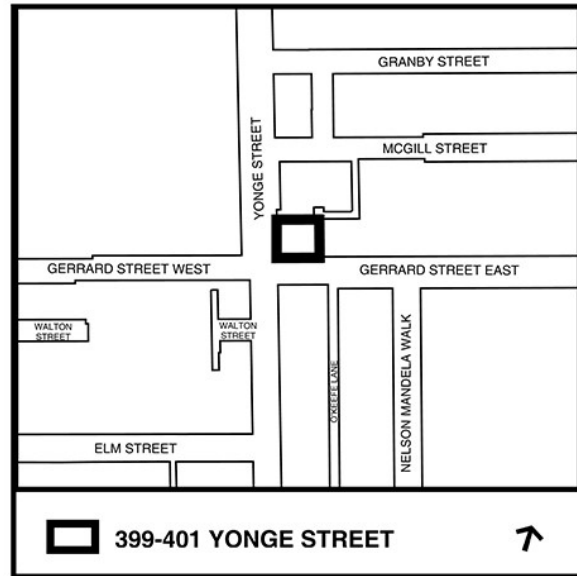 GRANBY STREET
MCGILL STREET
YONGE STREET
GERRARD STREET WEST
GERRARD STREET EAST
WALTON
STREET
WALTON
STREET
O'KEEFE LANE
NELSON MANDELA WALK
ELM STREET
399-401 YONGE STREET